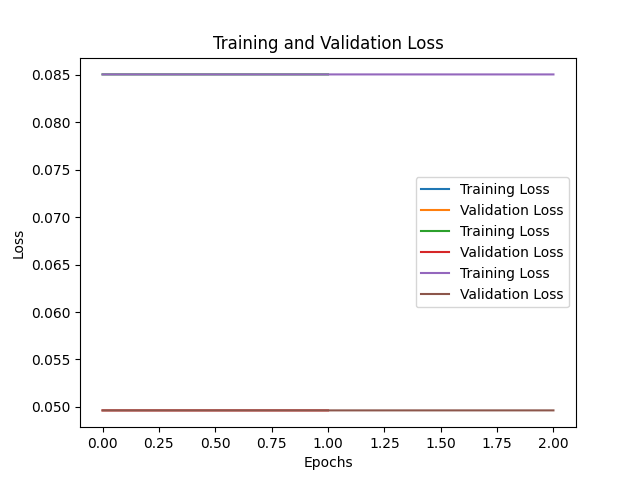 Training and Validation Loss
0.085
0.080
0.075
0.070
0.065
0.060
0.055
0.050
Loss
Training Loss
Validation Loss
Training Loss
Validation Loss
Training Loss
Validation Loss
0.00 0.25 0.50 0.75 1.00 1.25 1.50 1.75 2.00
Epochs